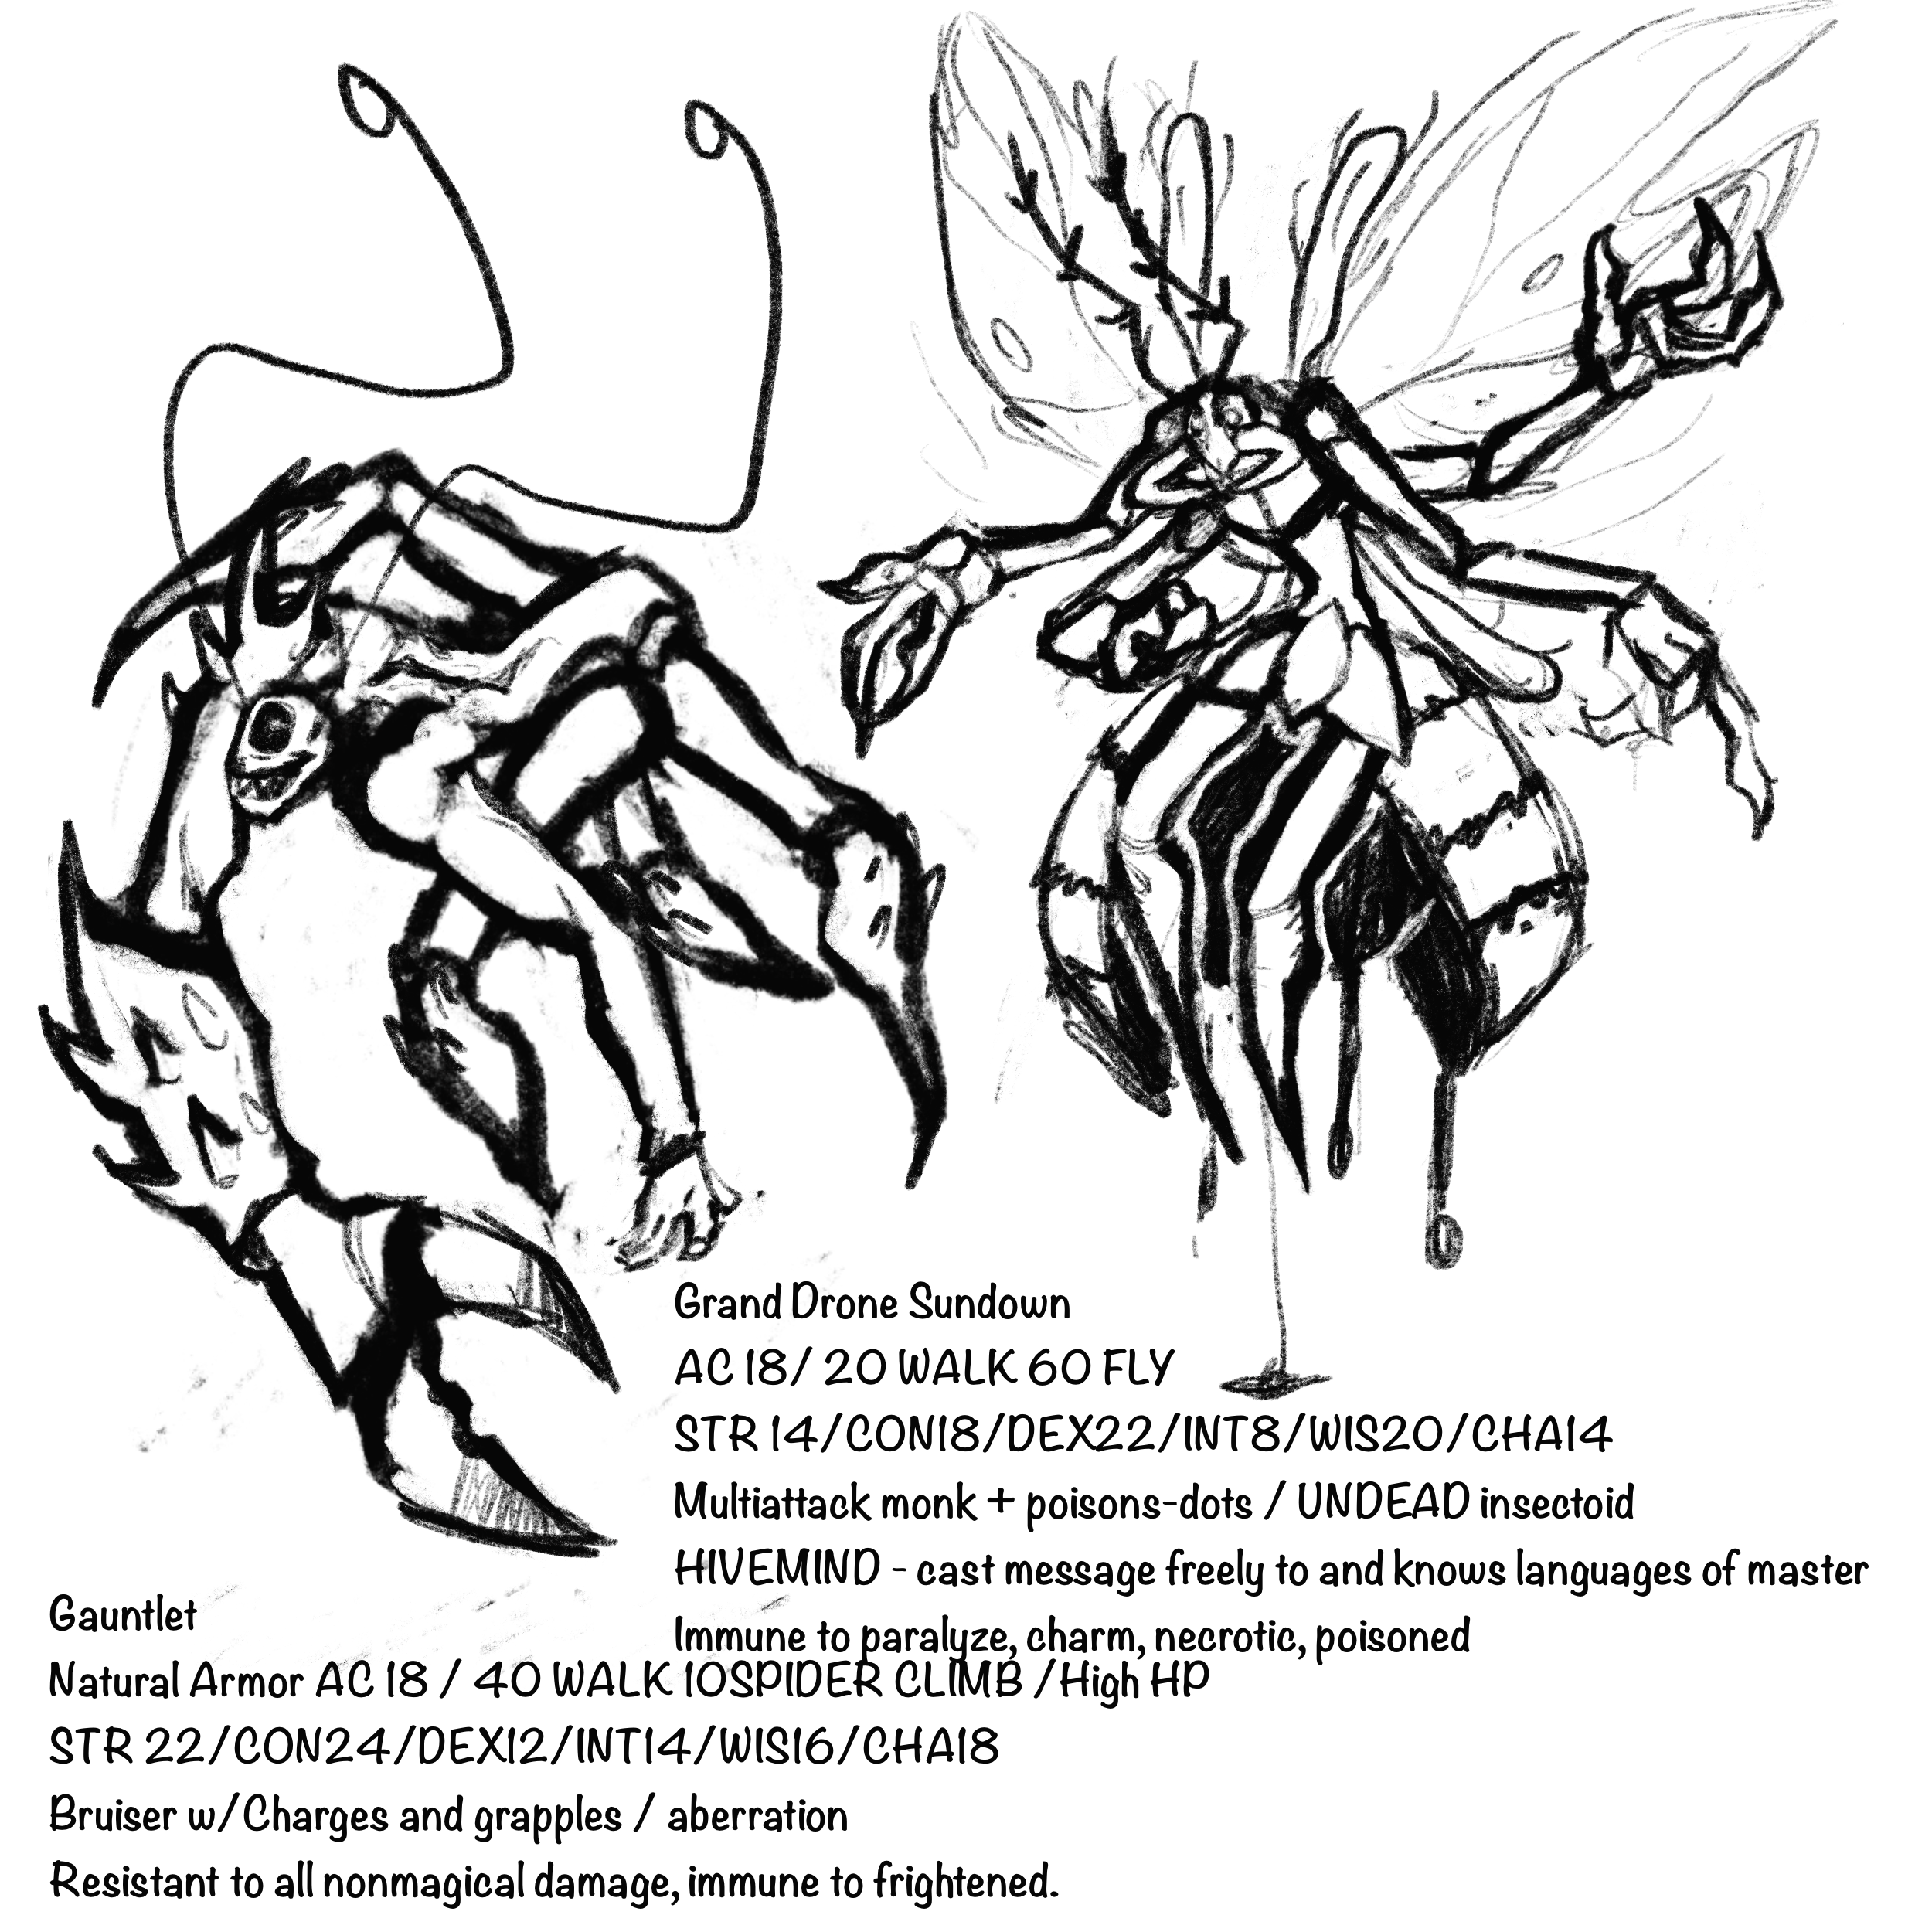 Grand Drone Sundown
AC 18/ 20 WALK 60 FLY
STR 14/CON18/DEX22/INT8/WIS20/CHA14
Multiattack monk + poisons-dots / UNDEAD insectoid
HIVEMIND - cast message freely to and knows languages of master
Immune to paralyze, charm, necrotic, poisoned
Gauntlet
Natural Armor AC 18 / 40 WALK 10SPIDER CLIMB /High HP
STR 22/CON24/DEX12/INT14/WIS16/CHA18
Bruiser w/Charges and grapples / aberration
Resistant to all nonmagical damage, immune to frightened.